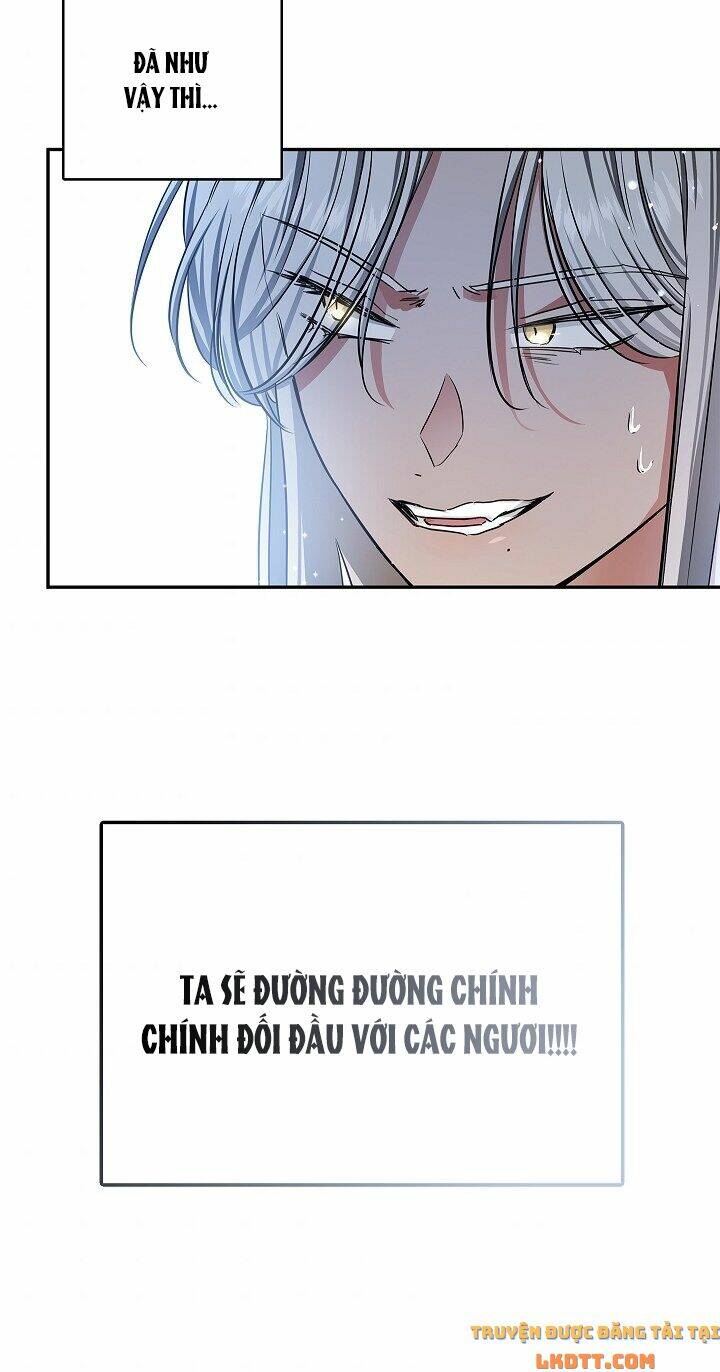 ĐÃ NHƯ
VẬY THÌ...
TA SẼ ĐƯỜNG ĐƯỜNG CHÍNH
CHÍNH ĐỐI ĐẦU VỚI CÁC NGƯƠI!!!!
TRUYỆN ĐƯỢC ĐĂNG TẢI TẠI
LKDTT.COM